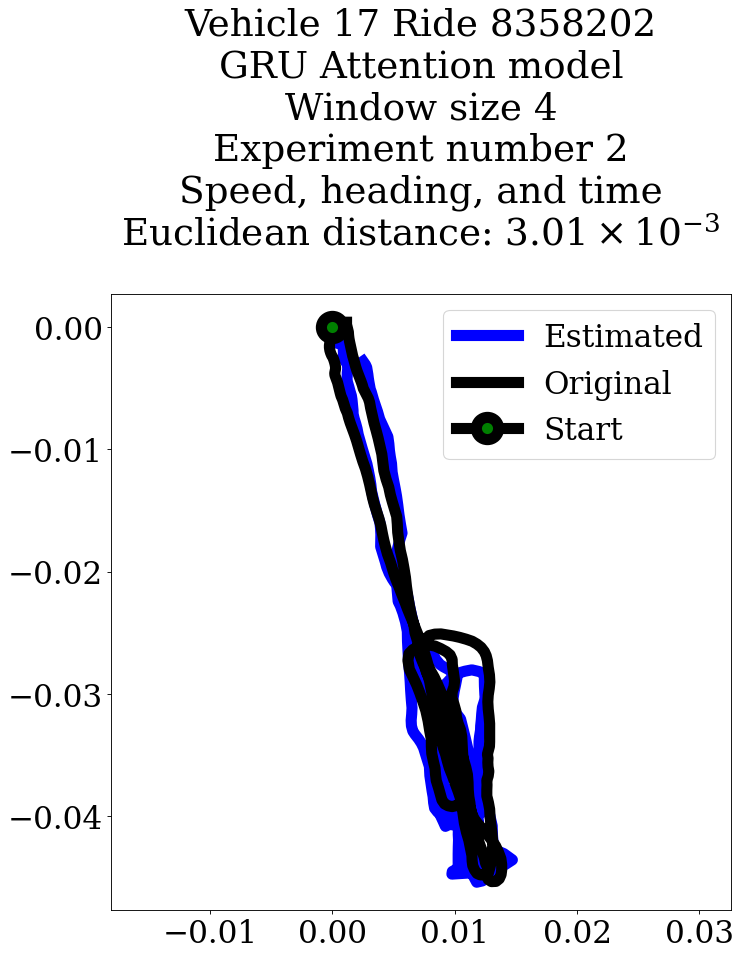 Vehicle 17 Ride 8358202
GRU Attention model
Window size 4
Experiment number 2
Speed, heading, and time
Euclidean distance: 3.01 × 10⁻³
Estimated
Original
Start
0.00
−0.01
−0.02
−0.03
−0.04
−0.01 0.00 0.01 0.02 0.03